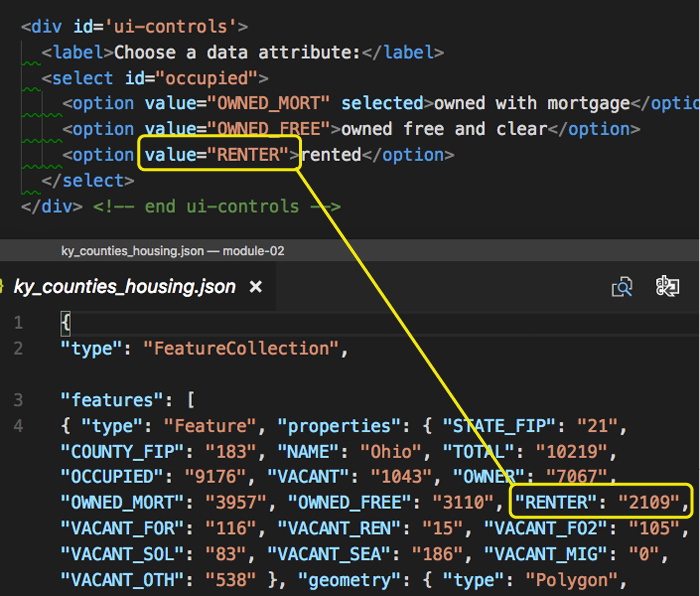 <div id='ui-controls'>
<label>Choose a data attribute:</label>
<select id="occupied">
<option value="OWNED_MORT" selected>owned with mortgage</optio
<option value="OWNED_FREE">owned free and clear</option>
<option value="RENTER">rented</option>
</select>
</div> <!-- end ui-controls -->
ky_counties_housing.json — module-02
ky_counties_housing.json ×
1 {
2 "type": "FeatureCollection",
3 "features": [
4 { "type": "Feature", "properties": { "STATE_FIP": "21",
"COUNTY_FIP": "183", "NAME": "Ohio", "TOTAL": "10219",
"OCCUPIED": "9176", "VACANT": "1043", "OWNER": "7067",
"OWNED_MORT": "3957", "OWNED_FREE": "3110", "RENTER": "2109",
"VACANT_FOR": "116", "VACANT_REN": "15", "VACANT_FO2": "105",
"VACANT_SOL": "83", "VACANT_SEA": "186", "VACANT_MIG": "0",
"VACANT_OTH": "538" }, "geometry": { "type": "Polygon",